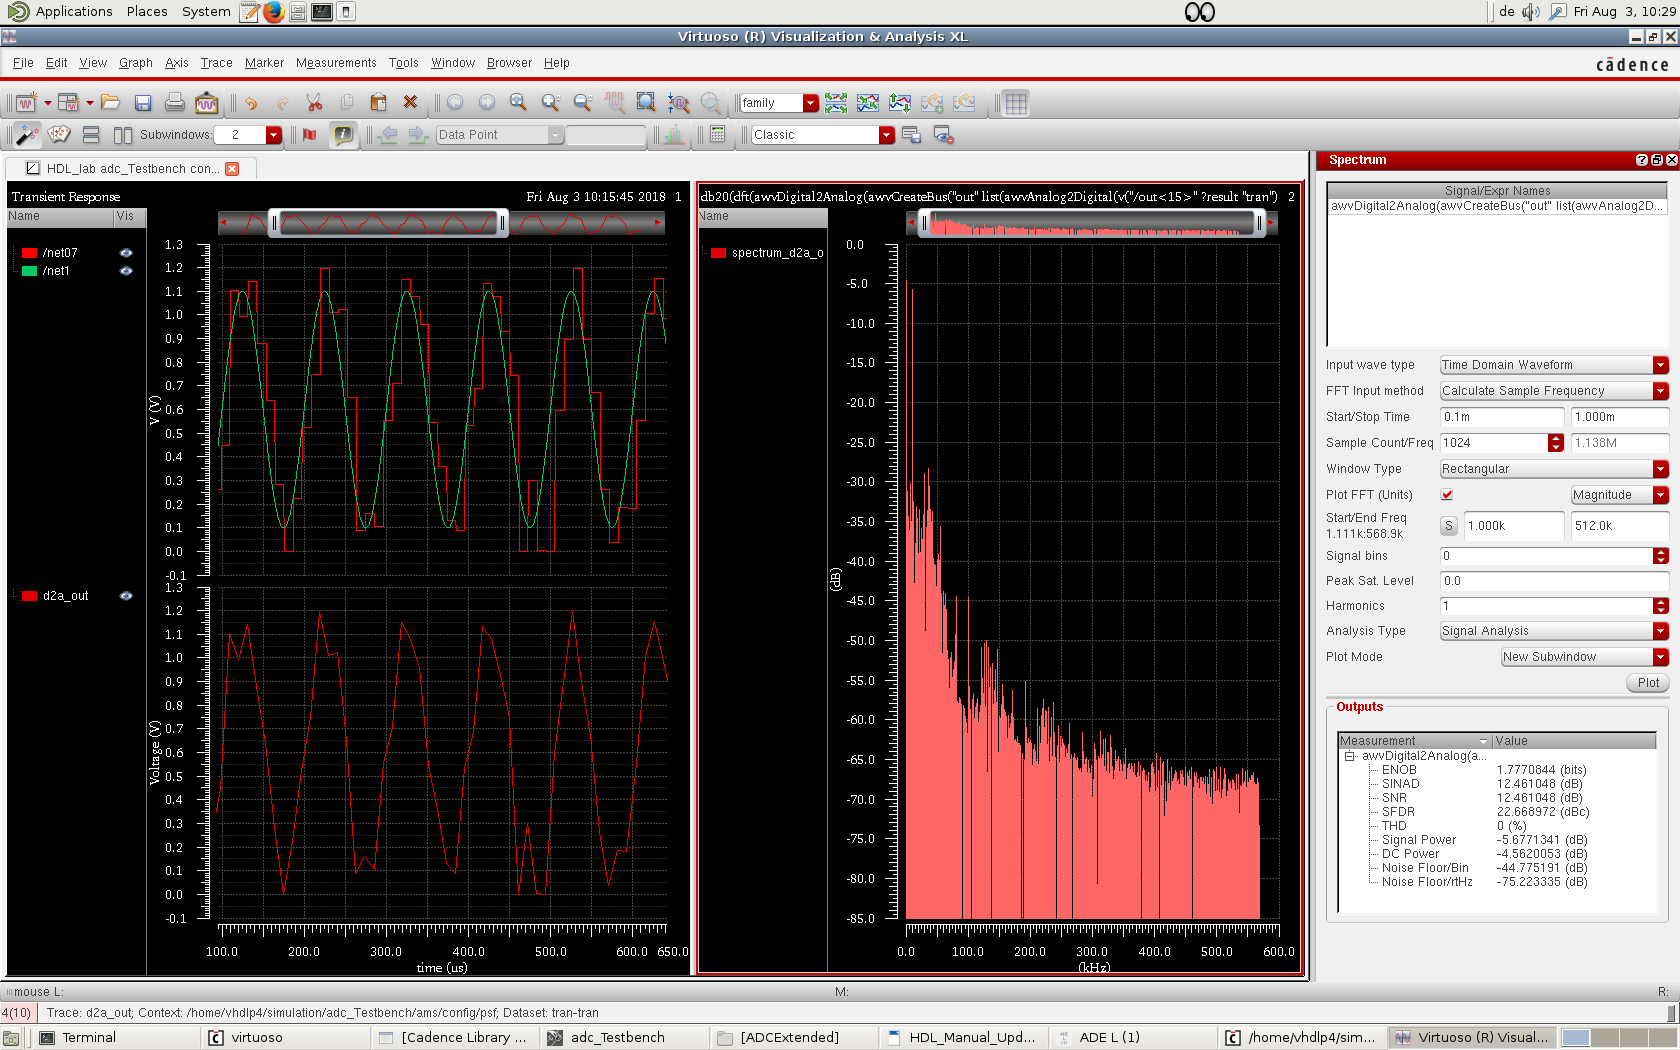 Applications Places System de Fri Aug 3, 10:29
Virtuoso (R) Visualization & Analysis XL
File Edit View Graph Axis Trace Marker Measurements Tools Window Browser Help
cādence
family
Subwindows: 2 Data Point Classic
HDL_lab adc_Testbench con...
Transient Response Fri Aug 3 10:15:45 2018 1
Name Vis
/net07
/net1
1.3
1.2
1.1
1.0
0.9
0.8
0.7
0.6
0.5
0.4
0.3
0.2
0.1
0.0
-0.1
V (V)
d2a_out
1.3
1.2
1.1
1.0
0.9
0.8
0.7
0.6
0.5
0.4
0.3
0.2
0.1
0.0
-0.1
Voltage (V)
100.0 200.0 300.0 400.0 500.0 600.0 650.0
time (us)
db20(dft(awvDigital2Analog(awvCreateBus("out" list(awvAnalog2Digital(v("/out<15>" ?result "tran") 2
Name
spectrum_d2a_o
0.0
-5.0
-10.0
-15.0
-20.0
-25.0
-30.0
-35.0
-40.0
-45.0
-50.0
-55.0
-60.0
-65.0
-70.0
-75.0
-80.0
-85.0
(dB)
0.0 100.0 200.0 300.0 400.0 500.0 600.0
(kHz)
Spectrum
Signal/Expr Names
awvDigital2Analog(awvCreateBus("out" list(awvAnalog2D...
Input wave type Time Domain Waveform
FFT Input method Calculate Sample Frequency
Start/Stop Time 0.1m 1.000m
Sample Count/Freq 1024 1.138M
Window Type Rectangular
Plot FFT (Units) Magnitude
Start/End Freq
1.111k:568.9k S 1.000k 512.0k
Signal bins 0
Peak Sat. Level 0.0
Harmonics 1
Analysis Type Signal Analysis
Plot Mode New Subwindow
Plot
Outputs
Measurement Value
awvDigital2Analog(a...
ENOB 1.7770844 (bits)
SINAD 12.461048 (dB)
SNR 12.461048 (dB)
SFDR 22.668972 (dBc)
THD 0 (%)
Signal Power -5.6771341 (dB)
DC Power -4.5620053 (dB)
Noise Floor/Bin -44.775191 (dB)
Noise Floor/rtHz -75.223335 (dB)
mouse L: M: R:
4(10) Trace: d2a_out; Context: /home/vhdlp4/simulation/adc_Testbench/ams/config/psf; Dataset: tran-tran
Terminal virtuoso [Cadence Library ... adc_Testbench [ADCExtended] HDL_Manual_Upd... ADE L (1) /home/vhdlp4/sim... Virtuoso (R) Visual...